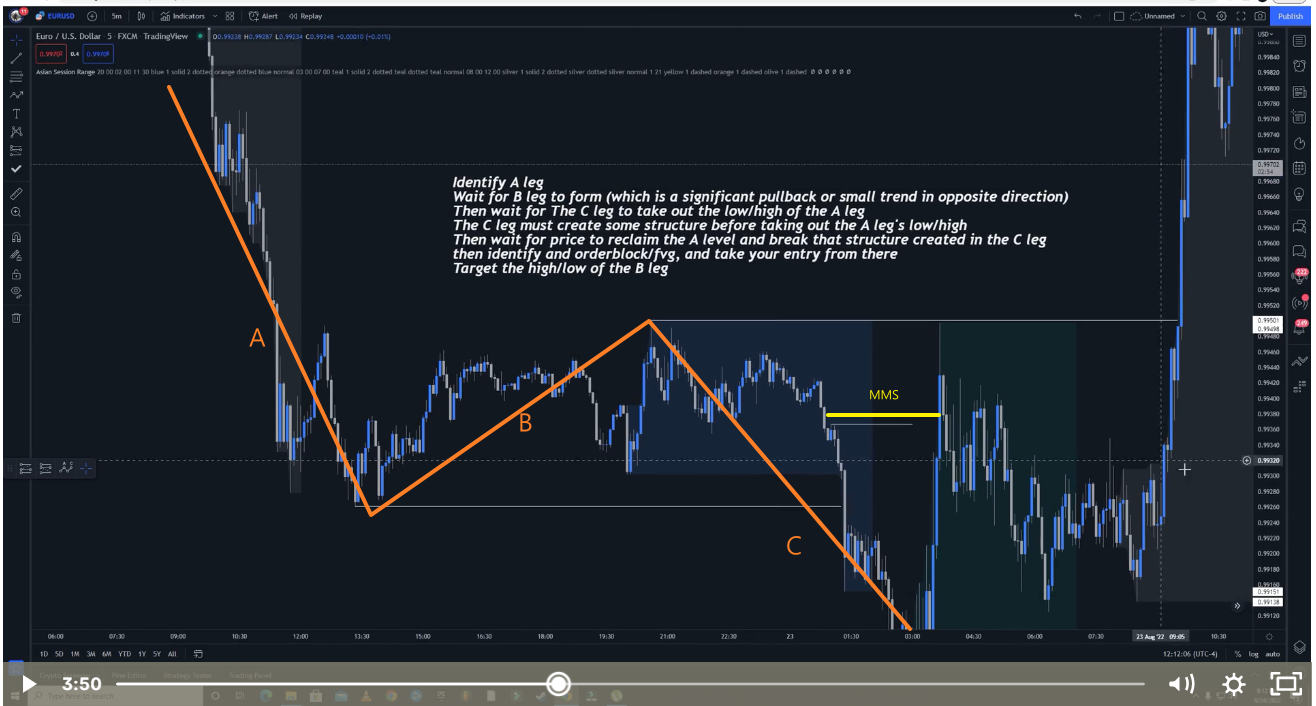 EURUSD 5m Indicators Alert Replay Unnamed Publish
Euro / U.S. Dollar · 5 · FXCM · TradingView O0.99238 H0.99287 L0.99234 C0.99248 +0.00010 (+0.01%) USD
0.4
Asian Session Range 20 00 02 00 11 30 blue 1 solid 2 dotted orange dotted blue normal 03 00 07 00 teal 1 solid 2 dotted teal dotted teal normal 08 00 12 00 silver 1 solid 2 dotted silver dotted silver normal 1 21 yellow 1 dashed orange 1 dashed olive 1 dashed
0.99840
0.99820
0.99800
0.99780
0.99760
0.99740
0.99720
0.99702
02:54
0.99680
0.99660
0.99640
0.99620
0.99600
0.99580
0.99560
0.99540
0.99520
0.99501
0.99498
0.99480
0.99460
0.99440
0.99420
0.99400
0.99380
0.99360
0.99340
0.99320
0.99300
0.99280
0.99260
0.99240
0.99220
0.99200
0.99180
0.99160
0.99151
0.99138
0.99120
Identify A leg
Wait for B leg to form (which is a significant pullback or small trend in opposite direction)
Then wait for The C leg to take out the low/high of the A leg
The C leg must create some structure before taking out the A leg's low/high
Then wait for price to reclaim the A level and break that structure created in the C leg
then identify and orderblock/fvg, and take your entry from there
Target the high/low of the B leg
A
B
C
MMS
222
249
06:00 07:30 09:00 10:30 12:00 13:30 15:00 16:30 18:00 19:30 21:00 22:30 23 01:30 03:00 04:30 06:00 07:30 23 Aug '22 09:05 10:30
1D 5D 1M 3M 6M YTD 1Y 5Y All 12:12:06 (UTC-4) % log auto
Strategy Tester Trading Panel
3:50
Type here to search